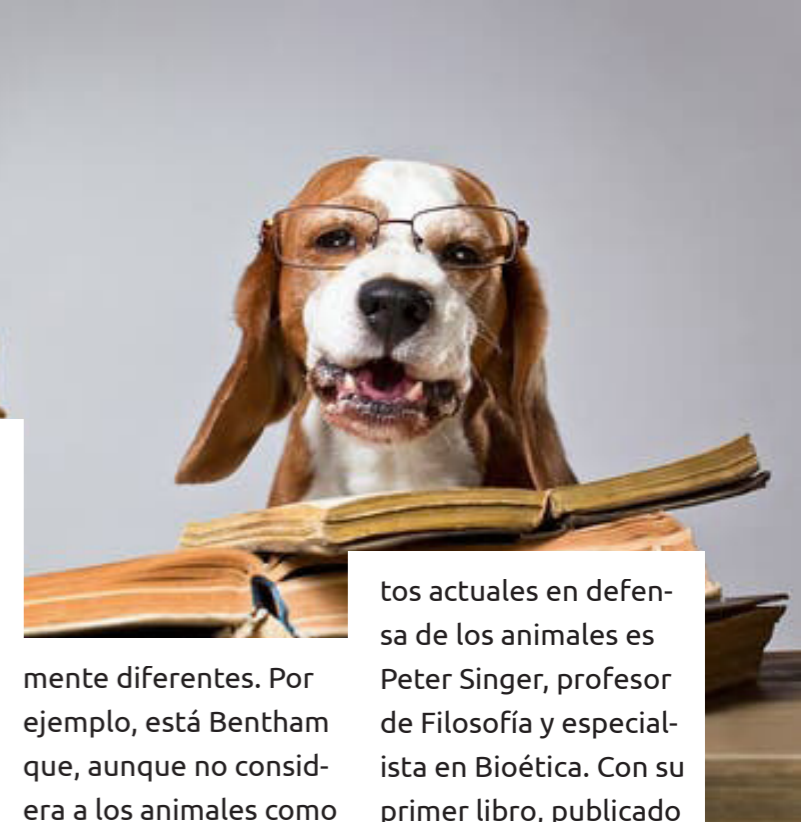 mente diferentes. Por
ejemplo, está Bentham
que, aunque no consid-
era a los animales como
tos actuales en defen-
sa de los animales es
Peter Singer, profesor
de Filosofía y especial-
ista en Bioética. Con su
primer libro, publicado